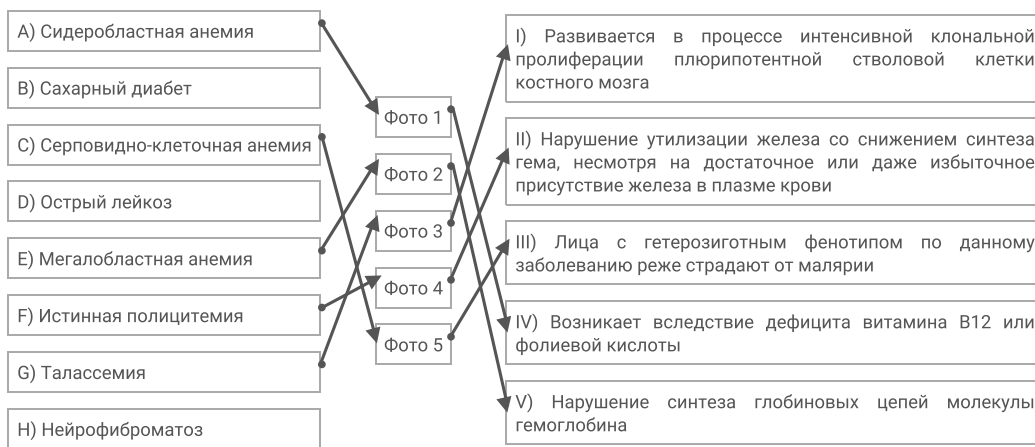 A) Сидеробластная анемия
B) Сахарный диабет
C) Серповидно-клеточная анемия
D) Острый лейкоз
E) Мегалобластная анемия
F) Истинная полицитемия
G) Талассемия
H) Нейрофиброматоз
Фото 1
Фото 2
Фото 3
Фото 4
Фото 5
I) Развивается в процессе интенсивной клональной
пролиферации плюрипотентной стволовой клетки
костного мозга
II) Нарушение утилизации железа со снижением синтеза
гема, несмотря на достаточное или даже избыточное
присутствие железа в плазме крови
III) Лица с гетерозиготным фенотипом по данному
заболеванию реже страдают от малярии
IV) Возникает вследствие дефицита витамина B12 или
фолиевой кислоты
V) Нарушение синтеза глобиновых цепей молекулы
гемоглобина